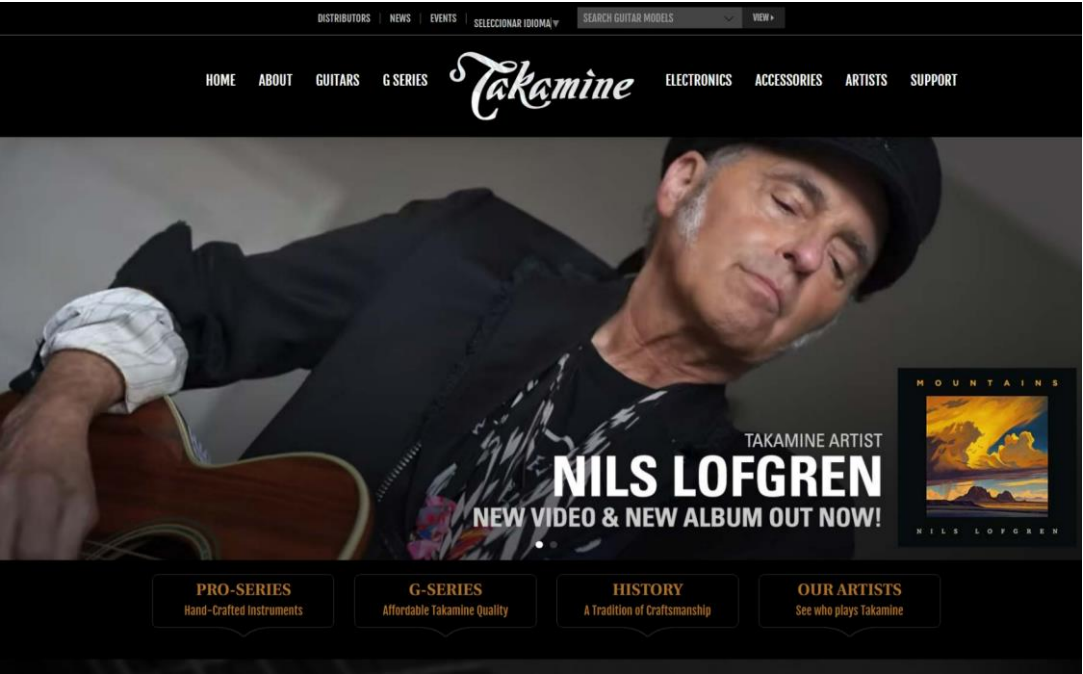 DISTRIBUTORS NEWS EVENTS SELECCIONAR IDIOMA ▼ SEARCH GUITAR MODELS VIEW
HOME ABOUT GUITARS G SERIES Takamine ELECTRONICS ACCESSORIES ARTISTS SUPPORT
MOUNTAINS
TAKAMINE ARTIST
NILS LOFGREN
NEW VIDEO & NEW ALBUM OUT NOW!
NILS LOFGREN
PRO-SERIES G-SERIES HISTORY OUR ARTISTS
Hand-Crafted Instruments Affordable Takamine Quality A Tradition of Craftsmanship See who plays Takamine